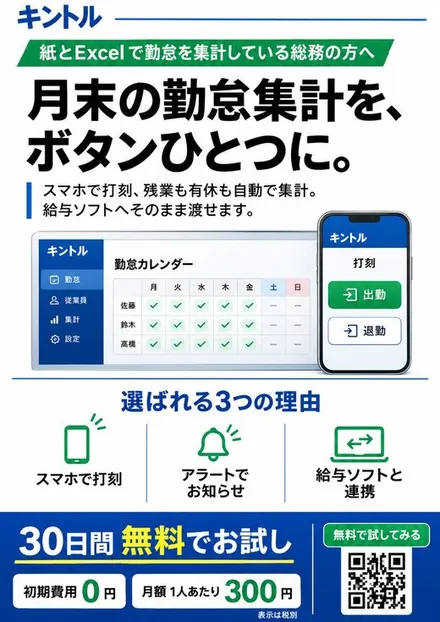 キントル
紙とExcelで勤怠を集計している総務の方へ
月末の勤怠集計を、
ボタンひとつに。
スマホで打刻、残業も有休も自動で集計。
給与ソフトへそのまま渡せます。
キントル
勤怠
従業員
集計
設定
勤怠カレンダー
月 火 水 木 金 土 日
佐藤 ✓ ✓ ✓ ✓ ✓ — —
鈴木 ✓ ✓ ✓ ✓ ✓ — —
高橋 ✓ ✓ ✓ ✓ ✓ — —
キントル
打刻
出勤
退勤
選ばれる3つの理由
スマホで打刻
アラートで
お知らせ
給与ソフトと
連携
30日間 無料でお試し
初期費用 0円
月額 1人あたり 300円
表示は税別
無料で試してみる